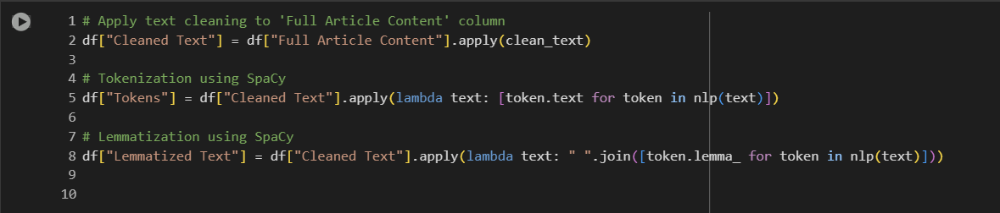 1 # Apply text cleaning to 'Full Article Content' column
2 df["Cleaned Text"] = df["Full Article Content"].apply(clean_text)
3
4 # Tokenization using SpaCy
5 df["Tokens"] = df["Cleaned Text"].apply(lambda text: [token.text for token in nlp(text)])
6
7 # Lemmatization using SpaCy
8 df["Lemmatized Text"] = df["Cleaned Text"].apply(lambda text: " ".join([token.lemma_ for token in nlp(text)]))
9
10